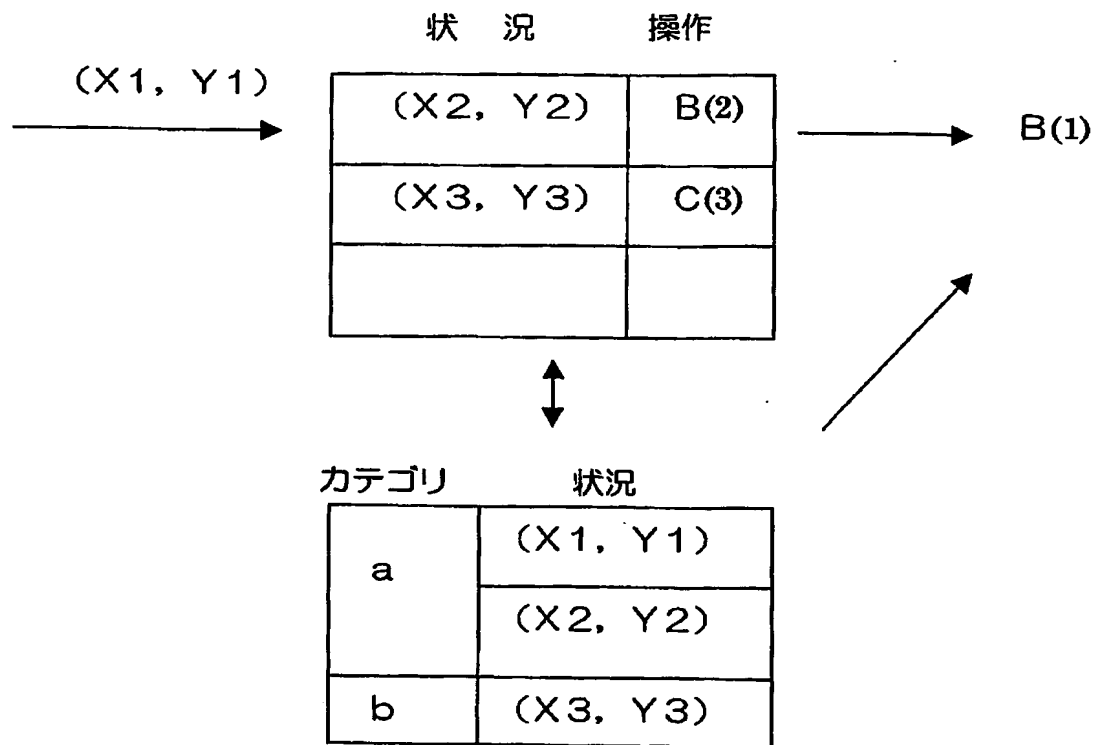 状 況 操作
(X1, Y1)
(X2, Y2) B(2)
B(1)
(X3, Y3) C(3)
カテゴリ 状況
a
(X1, Y1)
(X2, Y2)
b (X3, Y3)